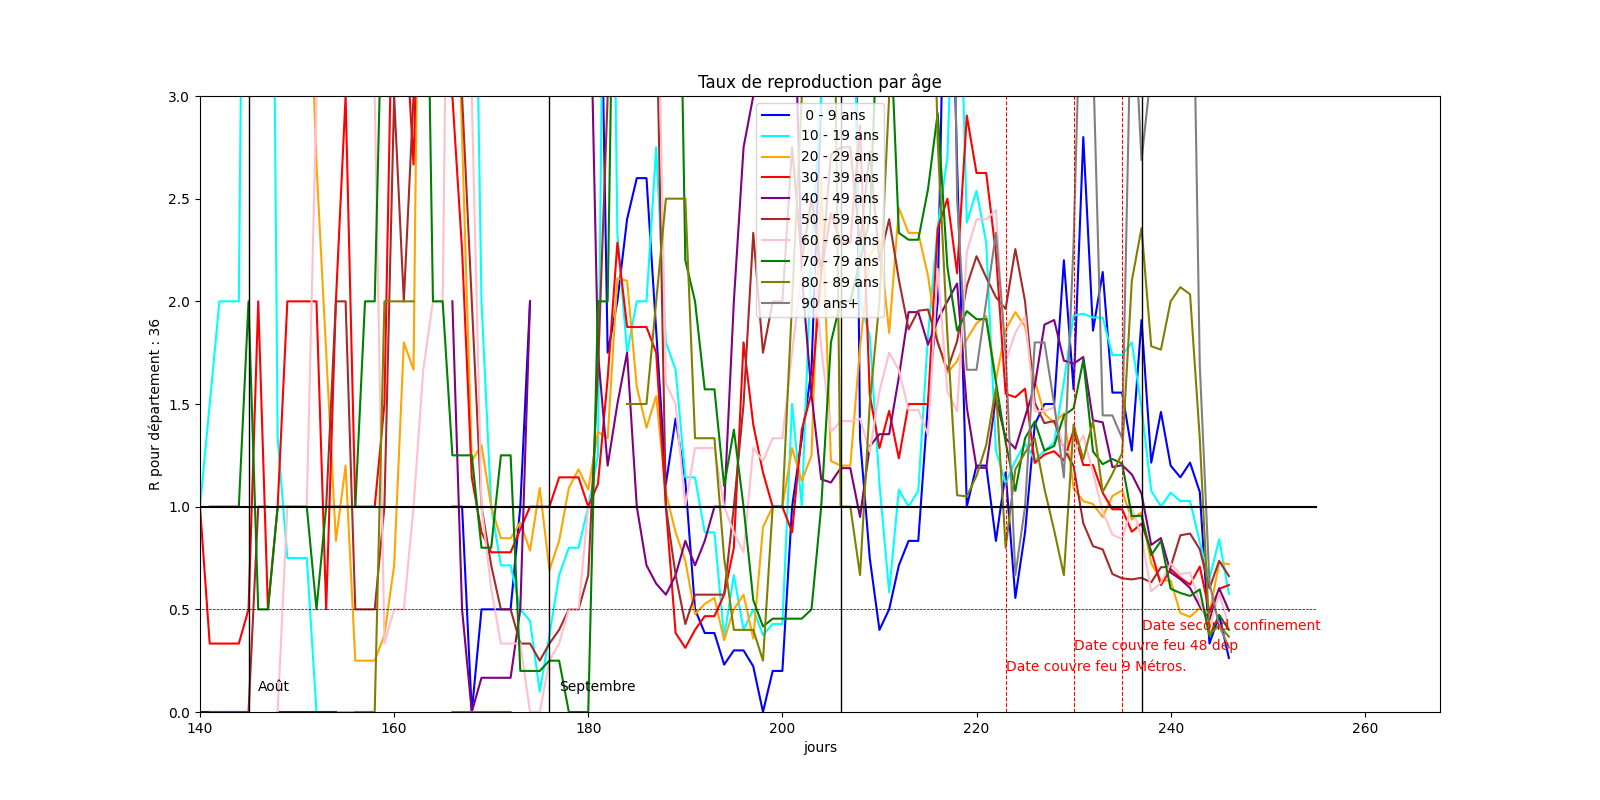 Taux de reproduction par âge
R pour département : 36
3.0
2.5
2.0
1.5
1.0
0.5
0.0
0 - 9 ans
10 - 19 ans
20 - 29 ans
30 - 39 ans
40 - 49 ans
50 - 59 ans
60 - 69 ans
70 - 79 ans
80 - 89 ans
90 ans+
Date second confinement
Date couvre feu 48 dep
Date couvre feu 9 Métros.
Août
Septembre
140
160
180
200
220
240
260
jours